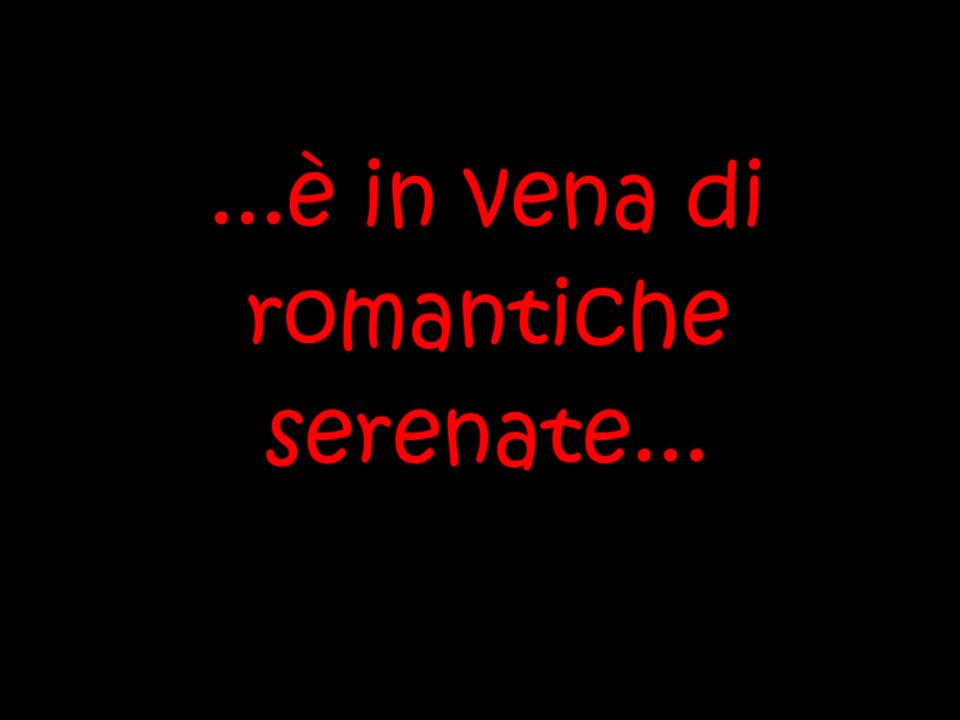 ...è in vena di
romantiche
serenate...